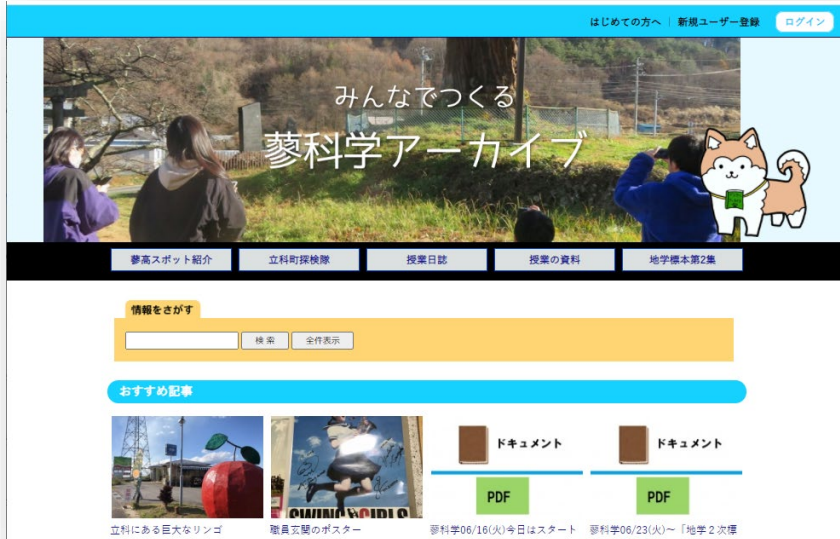 はじめての方へ | 新規ユーザー登録 ログイン
みんなでつくる
蓼科学アーカイブ
蓼高スポット紹介 立科町探検隊 授業日誌 授業の資料 地学標本第2集
情報をさがす
検 索 全件表示
おすすめ記事
ドキュメント ドキュメント
PDF PDF
SWING GIRLS
立科にある巨大なリンゴ 職員玄関のポスター 蓼科学06/16(火)今日はスタート 蓼科学06/23(火)～「地学２次標